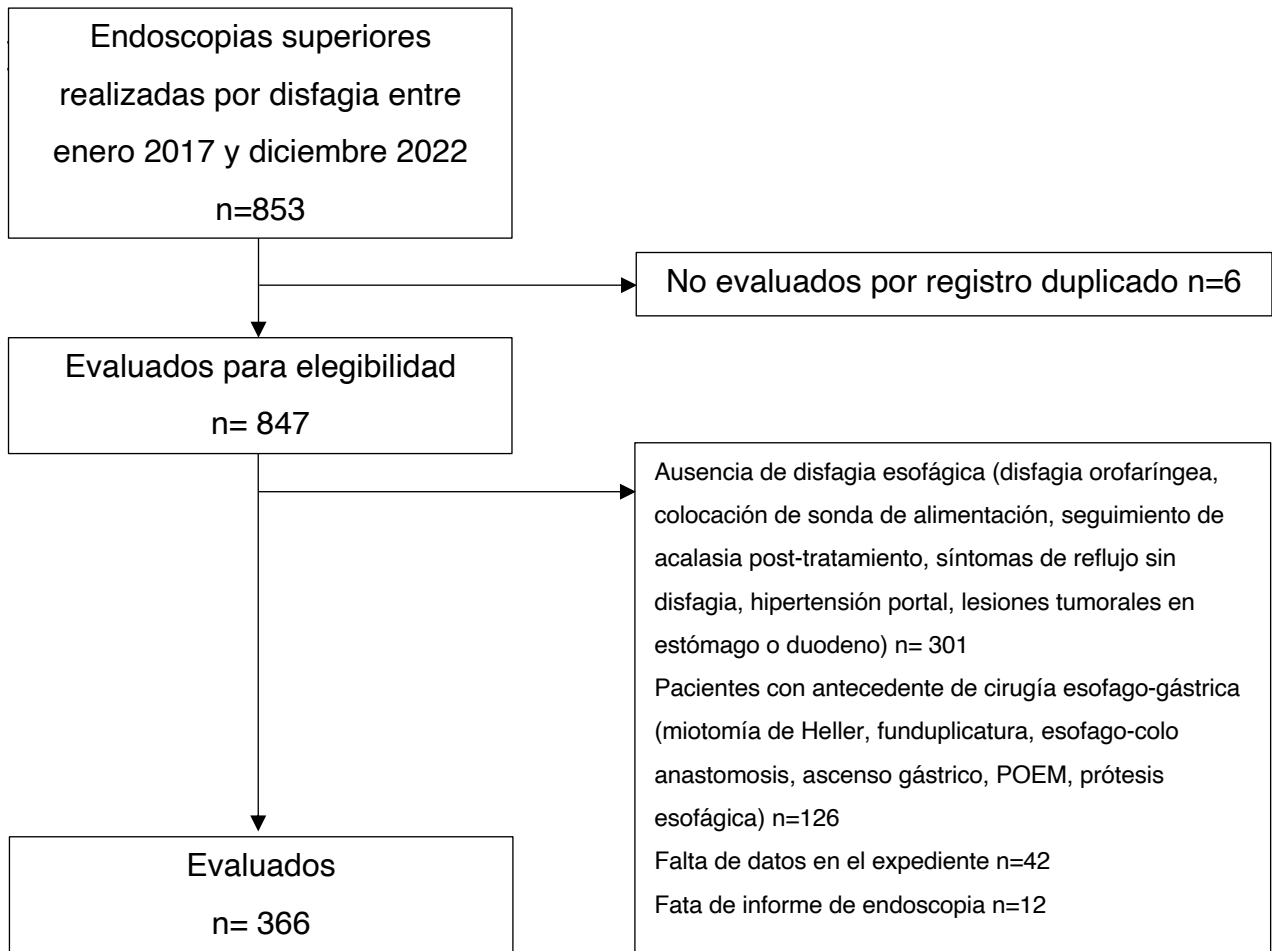 Endoscopias superiores
realizadas por disfagia entre
enero 2017 y diciembre 2022
n=853
No evaluados por registro duplicado n=6
Evaluados para elegibilidad
n= 847
Ausencia de disfagia esofágica (disfagia orofaríngea,
colocación de sonda de alimentación, seguimiento de
acalasia post-tratamiento, síntomas de reflujo sin
disfagia, hipertensión portal, lesiones tumorales en
estómago o duodeno) n= 301
Pacientes con antecedente de cirugía esofago-gástrica
(miotomía de Heller, funduplicatura, esofago-colo
anastomosis, ascenso gástrico, POEM, prótesis
esofágica) n=126
Falta de datos en el expediente n=42
Fata de informe de endoscopia n=12
Evaluados
n= 366